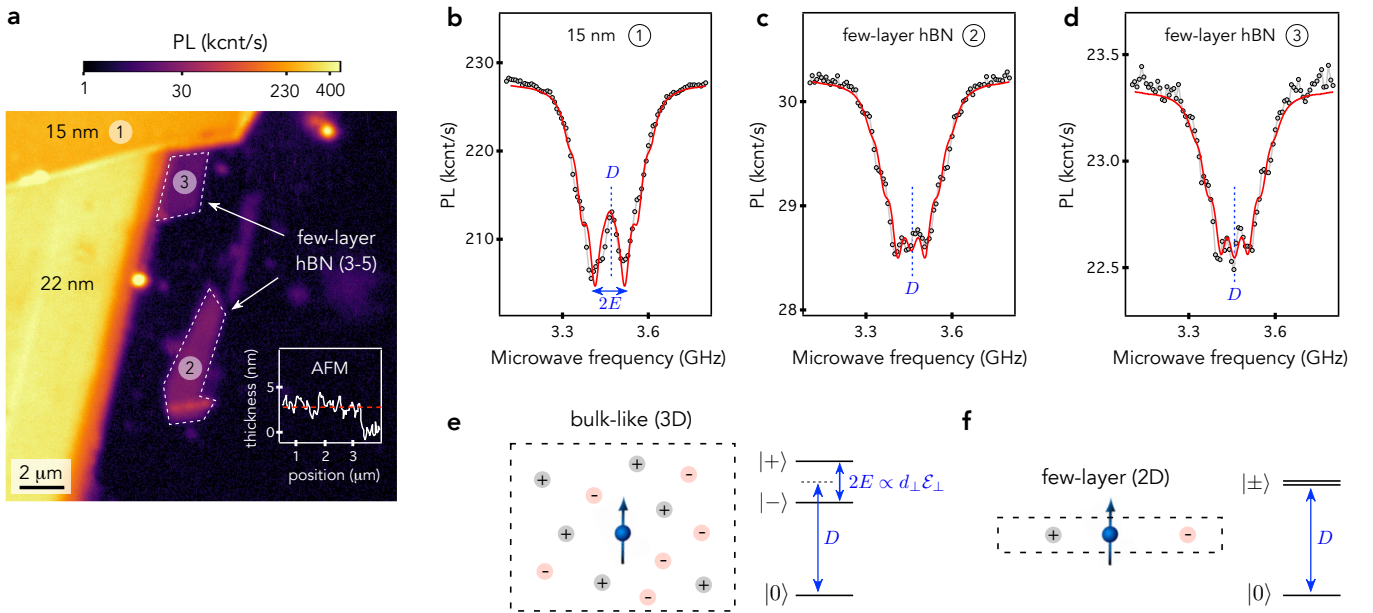 a
PL (kcnt/s)
1 30 230 400
15 nm 1
3
few-layer
hBN (3-5)
22 nm
2
AFM
thickness (nm)
5
0
1 2 3
position (μm)
2 μm
b
15 nm 1
PL (kcnt/s)
230
220
210
D
2E
3.3 3.6
Microwave frequency (GHz)
c
few-layer hBN 2
PL (kcnt/s)
30
29
28
D
3.3 3.6
Microwave frequency (GHz)
d
few-layer hBN 3
PL (kcnt/s)
23.5
23.0
22.5
D
3.3 3.6
Microwave frequency (GHz)
e
bulk-like (3D)
+ + - - + + - - - + - +
|+⟩
2E ∝ d⊥ℰ⊥
|−⟩
D
|0⟩
f
few-layer (2D)
+ -
|±⟩
D
|0⟩